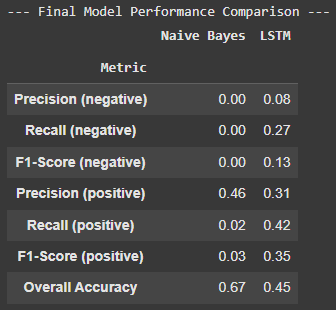 --- Final Model Performance Comparison ---
Naive Bayes LSTM
Metric
Precision (negative) 0.00 0.08
Recall (negative) 0.00 0.27
F1-Score (negative) 0.00 0.13
Precision (positive) 0.46 0.31
Recall (positive) 0.02 0.42
F1-Score (positive) 0.03 0.35
Overall Accuracy 0.67 0.45